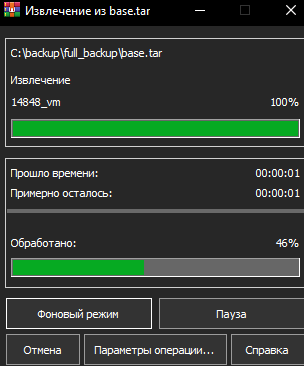 Извлечение из base.tar
C:\backup\full_backup\base.tar
Извлечение
14848_vm 100%
Прошло времени: 00:00:01
Примерно осталось: 00:00:01
Обработано: 46%
Фоновый режим Пауза
Отмена Параметры операции... Справка